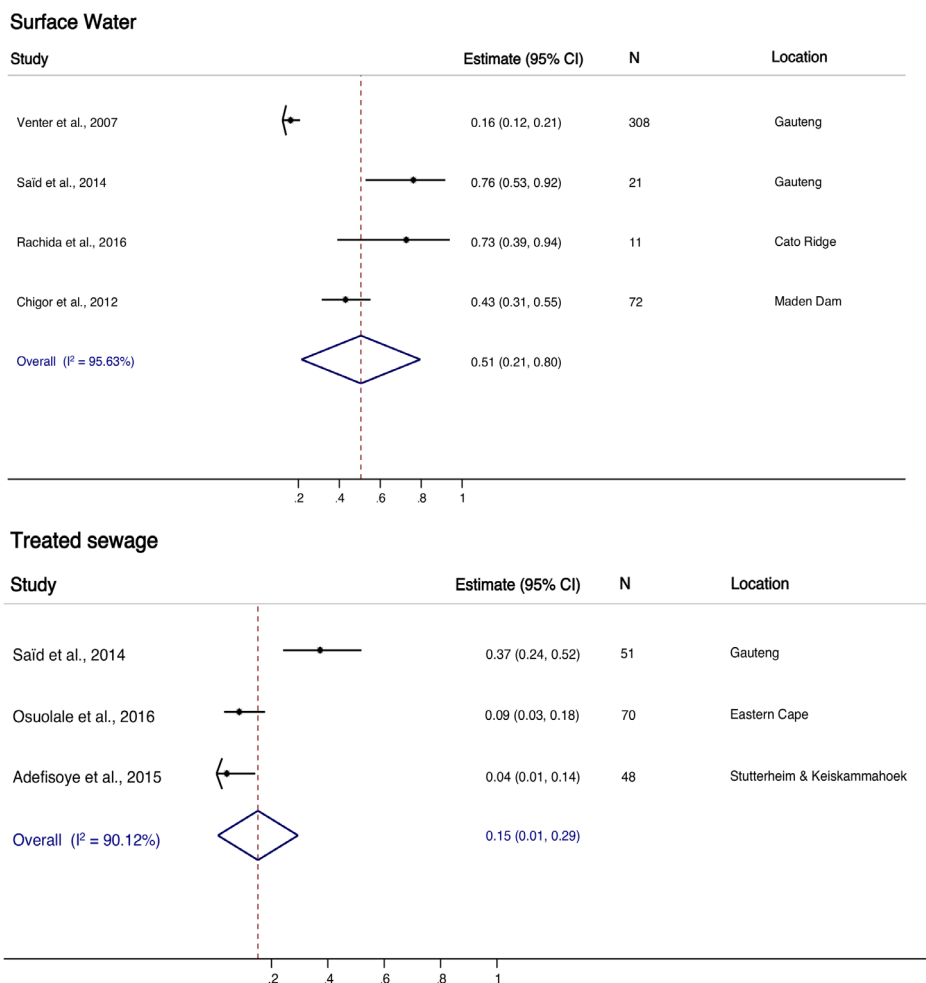 Surface Water
Study Estimate (95% CI) N Location
Venter et al., 2007 0.16 (0.12, 0.21) 308 Gauteng
Saïd et al., 2014 0.76 (0.53, 0.92) 21 Gauteng
Rachida et al., 2016 0.73 (0.39, 0.94) 11 Cato Ridge
Chigor et al., 2012 0.43 (0.31, 0.55) 72 Maden Dam
Overall (I² = 95.63%) 0.51 (0.21, 0.80)
.2 .4 .6 .8 1
Treated sewage
Study Estimate (95% CI) N Location
Saïd et al., 2014 0.37 (0.24, 0.52) 51 Gauteng
Osuolale et al., 2016 0.09 (0.03, 0.18) 70 Eastern Cape
Adefisoye et al., 2015 0.04 (0.01, 0.14) 48 Stutterheim & Keiskammahoek
Overall (I² = 90.12%) 0.15 (0.01, 0.29)
.2 .4 .6 .8 1